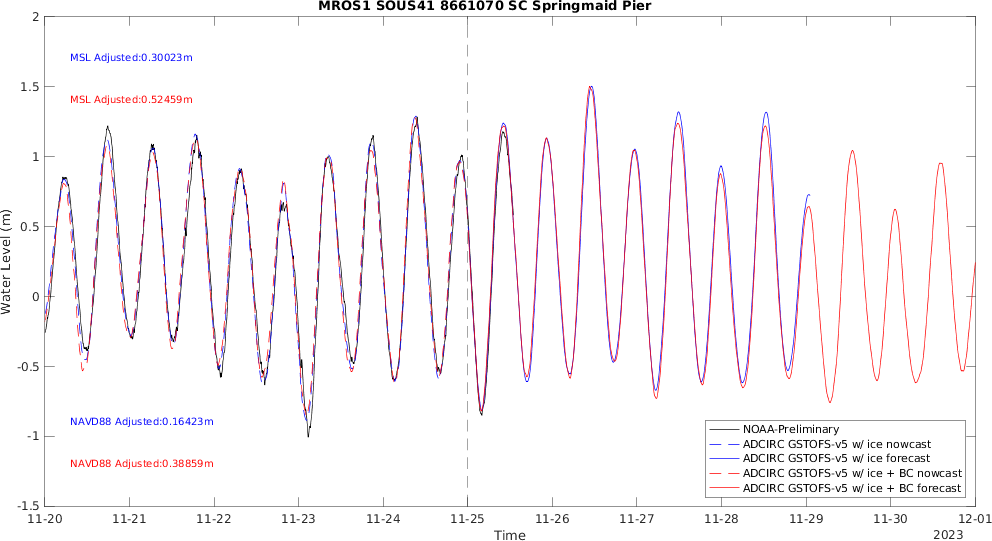 MROS1 SOUS41 8661070 SC Springmaid Pier
2
1.5
1
0.5
0
-0.5
-1
-1.5
Water Level (m)
MSL Adjusted:0.30023m
MSL Adjusted:0.52459m
NAVD88 Adjusted:0.16423m
NAVD88 Adjusted:0.38859m
NOAA-Preliminary
ADCIRC GSTOFS-v5 w/ ice nowcast
ADCIRC GSTOFS-v5 w/ ice forecast
ADCIRC GSTOFS-v5 w/ ice + BC nowcast
ADCIRC GSTOFS-v5 w/ ice + BC forecast
11-20 11-21 11-22 11-23 11-24 11-25 11-26 11-27 11-28 11-29 11-30 12-01
Time
2023